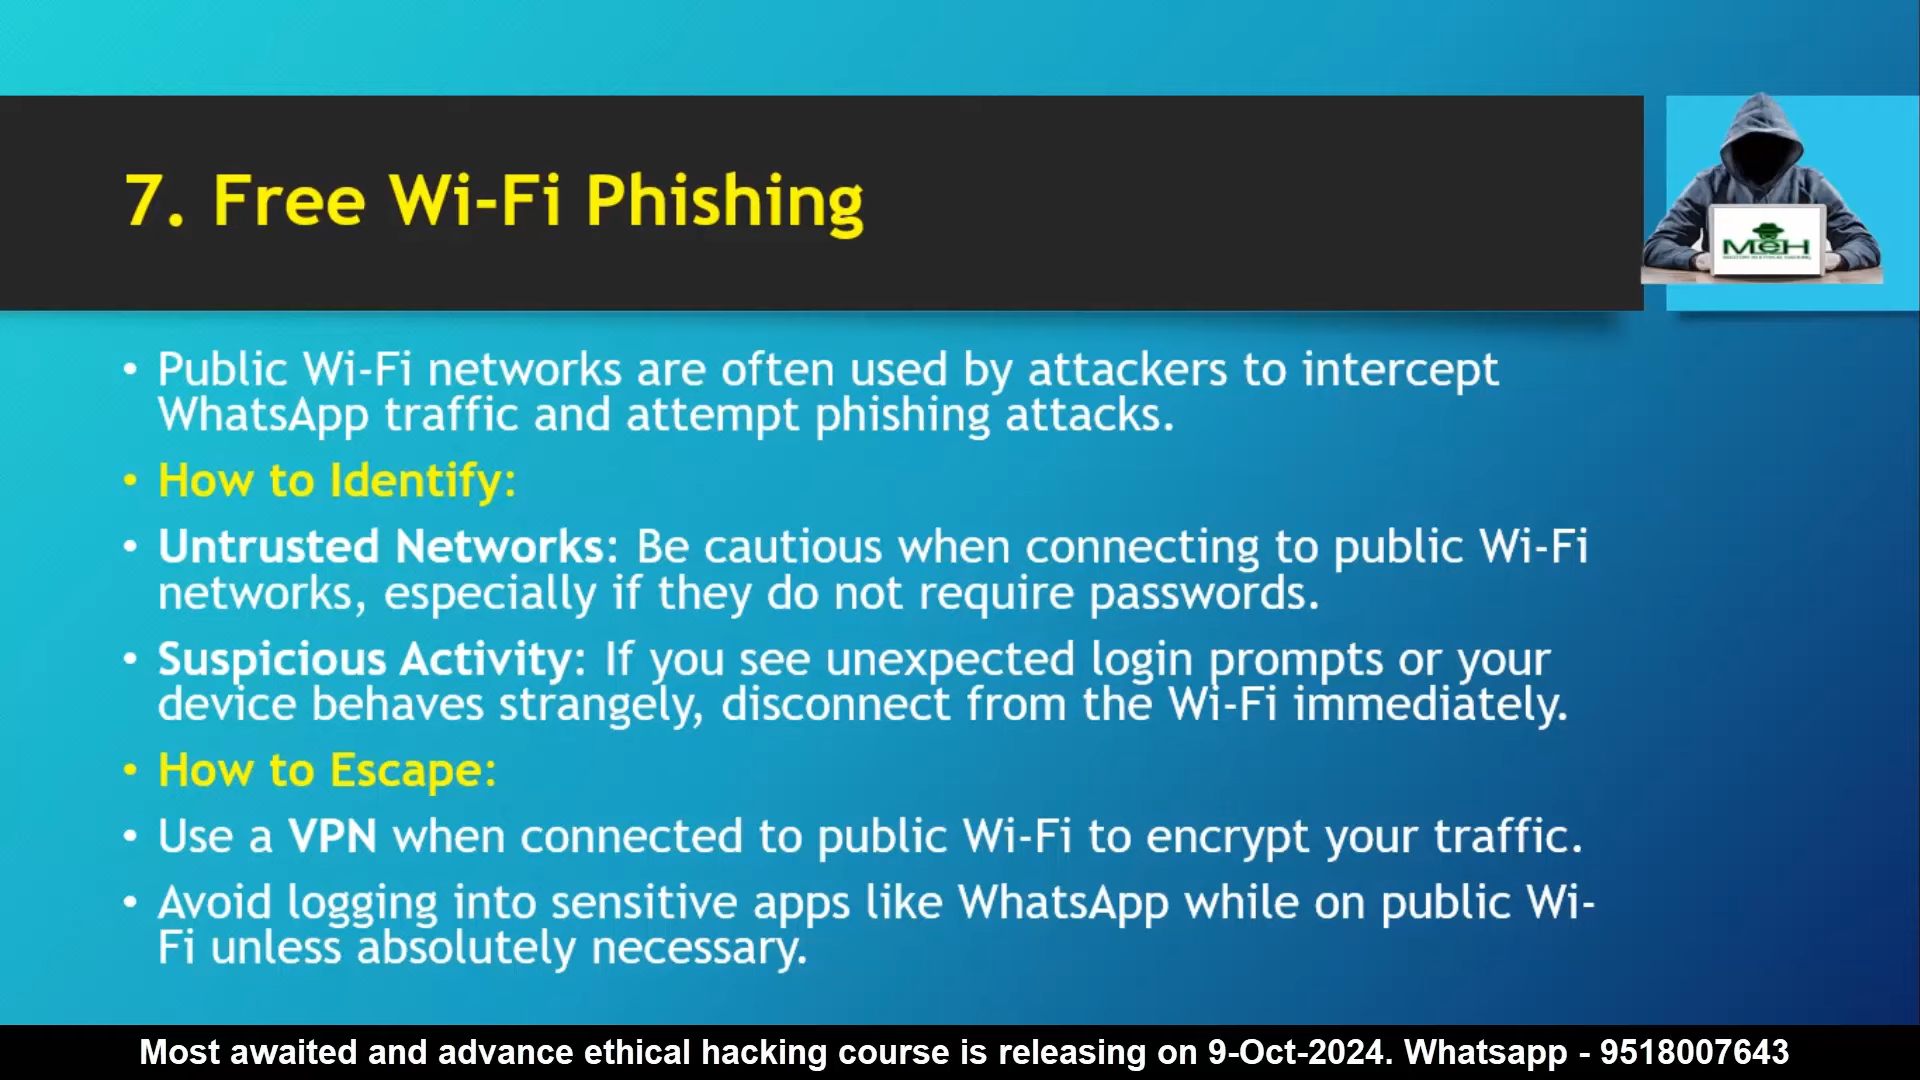 7. Free Wi-Fi Phishing
MeH
• Public Wi-Fi networks are often used by attackers to intercept
WhatsApp traffic and attempt phishing attacks.
• How to Identify:
• Untrusted Networks: Be cautious when connecting to public Wi-Fi
networks, especially if they do not require passwords.
• Suspicious Activity: If you see unexpected login prompts or your
device behaves strangely, disconnect from the Wi-Fi immediately.
• How to Escape:
• Use a VPN when connected to public Wi-Fi to encrypt your traffic.
• Avoid logging into sensitive apps like WhatsApp while on public Wi-
Fi unless absolutely necessary.
Most awaited and advance ethical hacking course is releasing on 9-Oct-2024. Whatsapp - 9518007643